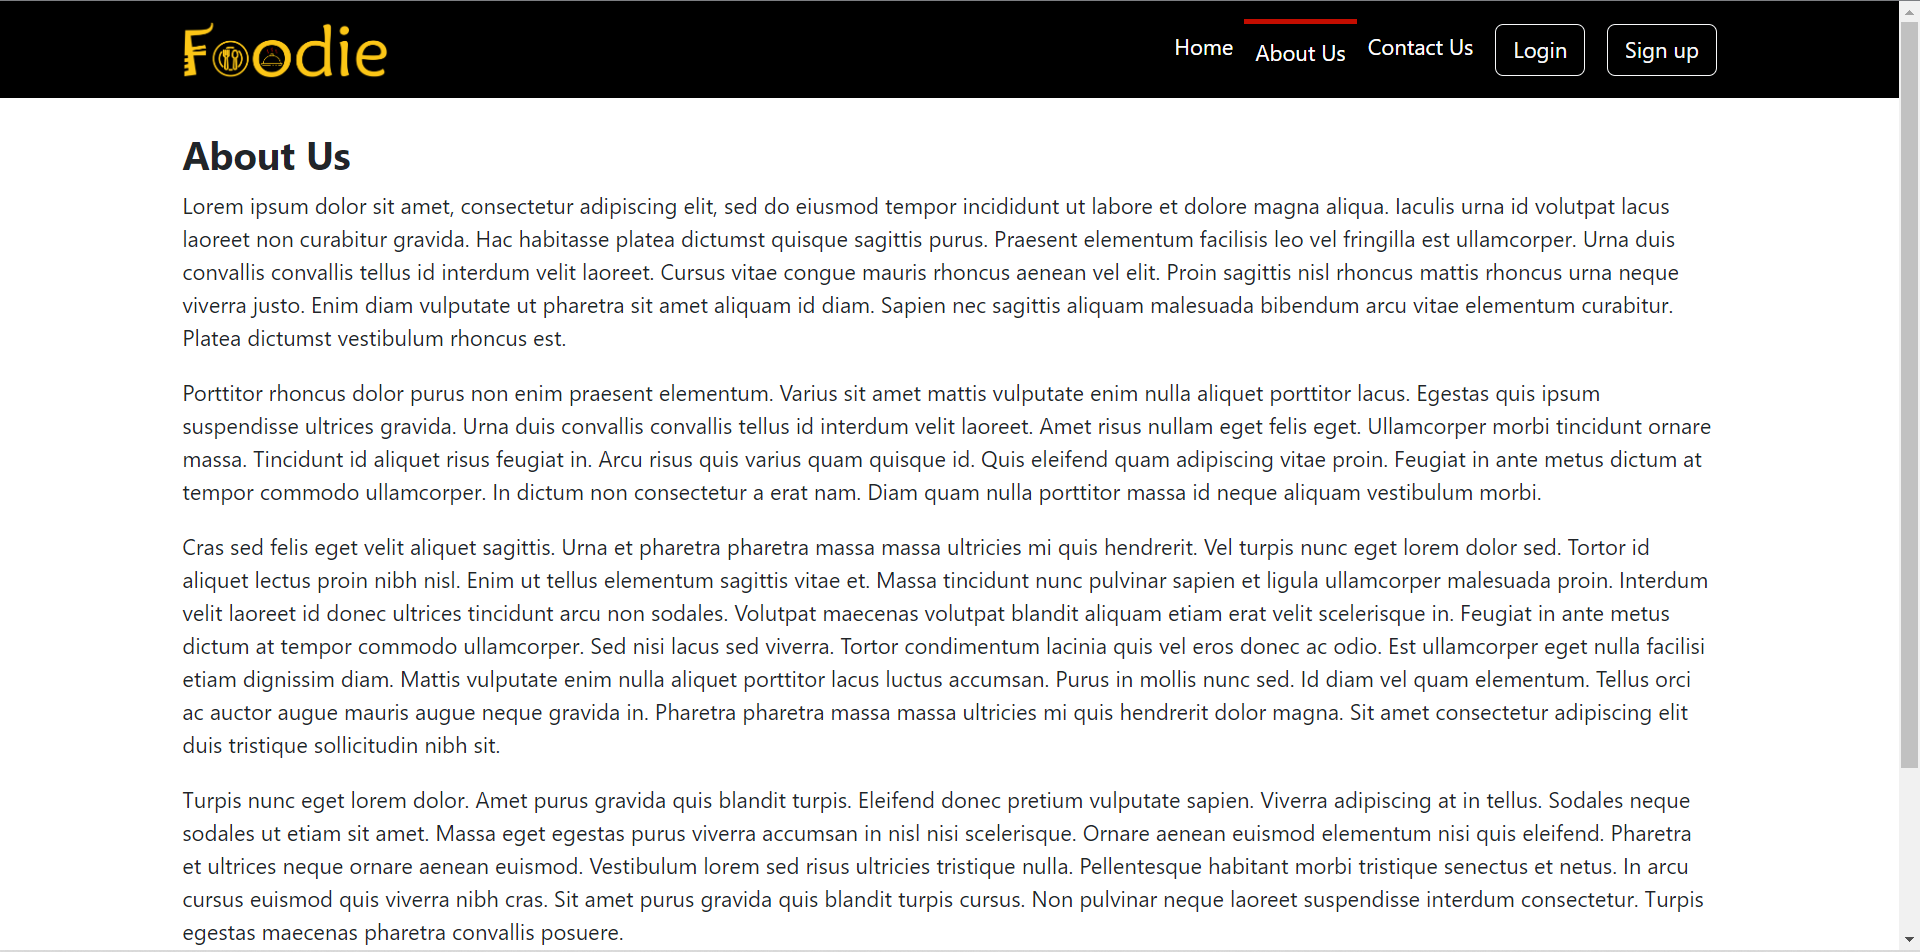 Foodie
Home About Us Contact Us Login Sign up
About Us
Lorem ipsum dolor sit amet, consectetur adipiscing elit, sed do eiusmod tempor incididunt ut labore et dolore magna aliqua. Iaculis urna id volutpat lacus
laoreet non curabitur gravida. Hac habitasse platea dictumst quisque sagittis purus. Praesent elementum facilisis leo vel fringilla est ullamcorper. Urna duis
convallis convallis tellus id interdum velit laoreet. Cursus vitae congue mauris rhoncus aenean vel elit. Proin sagittis nisl rhoncus mattis rhoncus urna neque
viverra justo. Enim diam vulputate ut pharetra sit amet aliquam id diam. Sapien nec sagittis aliquam malesuada bibendum arcu vitae elementum curabitur.
Platea dictumst vestibulum rhoncus est.
Porttitor rhoncus dolor purus non enim praesent elementum. Varius sit amet mattis vulputate enim nulla aliquet porttitor lacus. Egestas quis ipsum
suspendisse ultrices gravida. Urna duis convallis convallis tellus id interdum velit laoreet. Amet risus nullam eget felis eget. Ullamcorper morbi tincidunt ornare
massa. Tincidunt id aliquet risus feugiat in. Arcu risus quis varius quam quisque id. Quis eleifend quam adipiscing vitae proin. Feugiat in ante metus dictum at
tempor commodo ullamcorper. In dictum non consectetur a erat nam. Diam quam nulla porttitor massa id neque aliquam vestibulum morbi.
Cras sed felis eget velit aliquet sagittis. Urna et pharetra pharetra massa massa ultricies mi quis hendrerit. Vel turpis nunc eget lorem dolor sed. Tortor id
aliquet lectus proin nibh nisl. Enim ut tellus elementum sagittis vitae et. Massa tincidunt nunc pulvinar sapien et ligula ullamcorper malesuada proin. Interdum
velit laoreet id donec ultrices tincidunt arcu non sodales. Volutpat maecenas volutpat blandit aliquam etiam erat velit scelerisque in. Feugiat in ante metus
dictum at tempor commodo ullamcorper. Sed nisi lacus sed viverra. Tortor condimentum lacinia quis vel eros donec ac odio. Est ullamcorper eget nulla facilisi
etiam dignissim diam. Mattis vulputate enim nulla aliquet porttitor lacus luctus accumsan. Purus in mollis nunc sed. Id diam vel quam elementum. Tellus orci
ac auctor augue mauris augue neque gravida in. Pharetra pharetra massa massa ultricies mi quis hendrerit dolor magna. Sit amet consectetur adipiscing elit
duis tristique sollicitudin nibh sit.
Turpis nunc eget lorem dolor. Amet purus gravida quis blandit turpis. Eleifend donec pretium vulputate sapien. Viverra adipiscing at in tellus. Sodales neque
sodales ut etiam sit amet. Massa eget egestas purus viverra accumsan in nisl nisi scelerisque. Ornare aenean euismod elementum nisi quis eleifend. Pharetra
et ultrices neque ornare aenean euismod. Vestibulum lorem sed risus ultricies tristique nulla. Pellentesque habitant morbi tristique senectus et netus. In arcu
cursus euismod quis viverra nibh cras. Sit amet purus gravida quis blandit turpis cursus. Non pulvinar neque laoreet suspendisse interdum consectetur. Turpis
egestas maecenas pharetra convallis posuere.